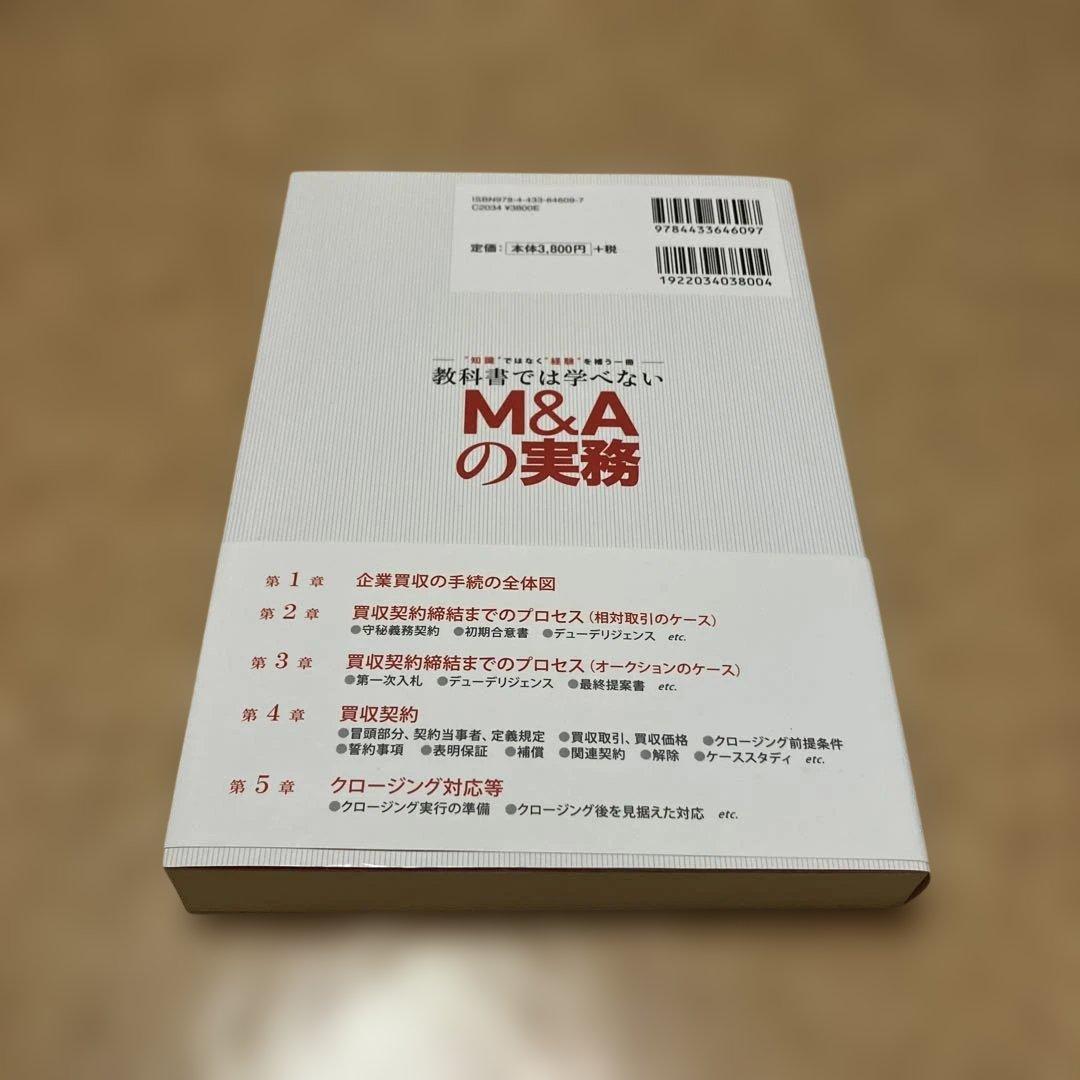 ISBN978-4-433-64609-7
C2034 ¥3800E
定価：本体3,800円＋税
9784433646097
1922034038004
“知識”ではなく“経験”を補う一冊
教科書では学べない
M&A
の実務
第1章 企業買収の手続の全体図
第2章 買収契約締結までのプロセス（相対取引のケース）
●守秘義務契約 ●初期合意書 ●デューデリジェンス etc.
第3章 買収契約締結までのプロセス（オークションのケース）
●第一次入札 ●デューデリジェンス ●最終提案書 etc.
第4章 買収契約
●冒頭部分、契約当事者、定義規定 ●買収取引、買収価格 ●クロージング前提条件
●誓約事項 ●表明保証 ●補償 ●関連契約 ●解除 ●ケーススタディ etc.
第5章 クロージング対応等
●クロージング実行の準備 ●クロージング後を見据えた対応 etc.